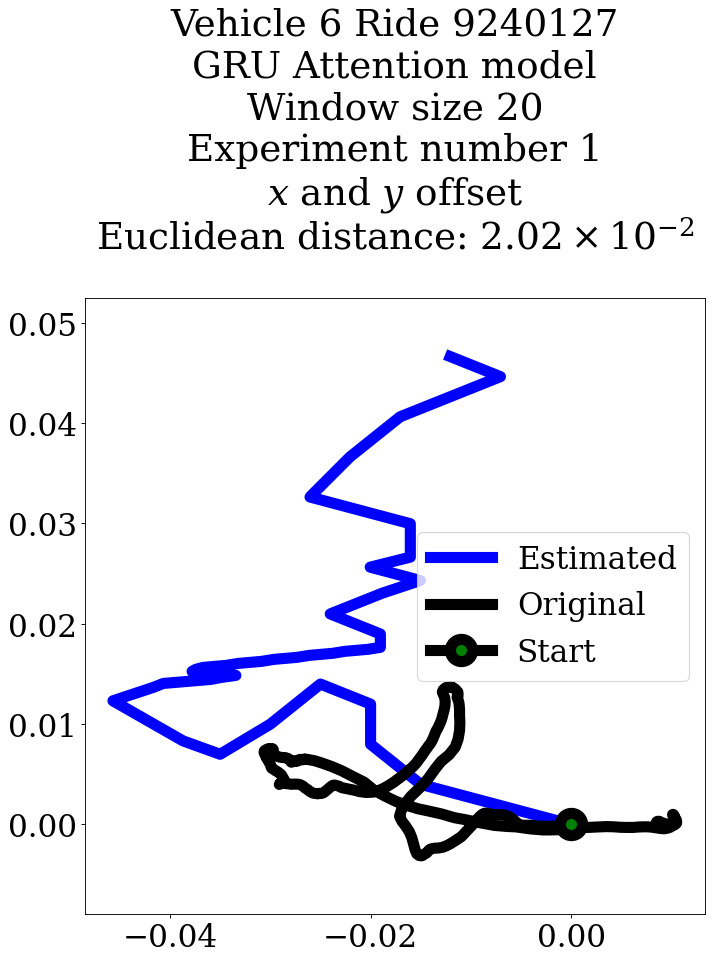 Vehicle 6 Ride 9240127
GRU Attention model
Window size 20
Experiment number 1
x and y offset
Euclidean distance: 2.02 × 10⁻²
0.05
0.04
0.03
0.02
0.01
0.00
Estimated
Original
Start
−0.04
−0.02
0.00